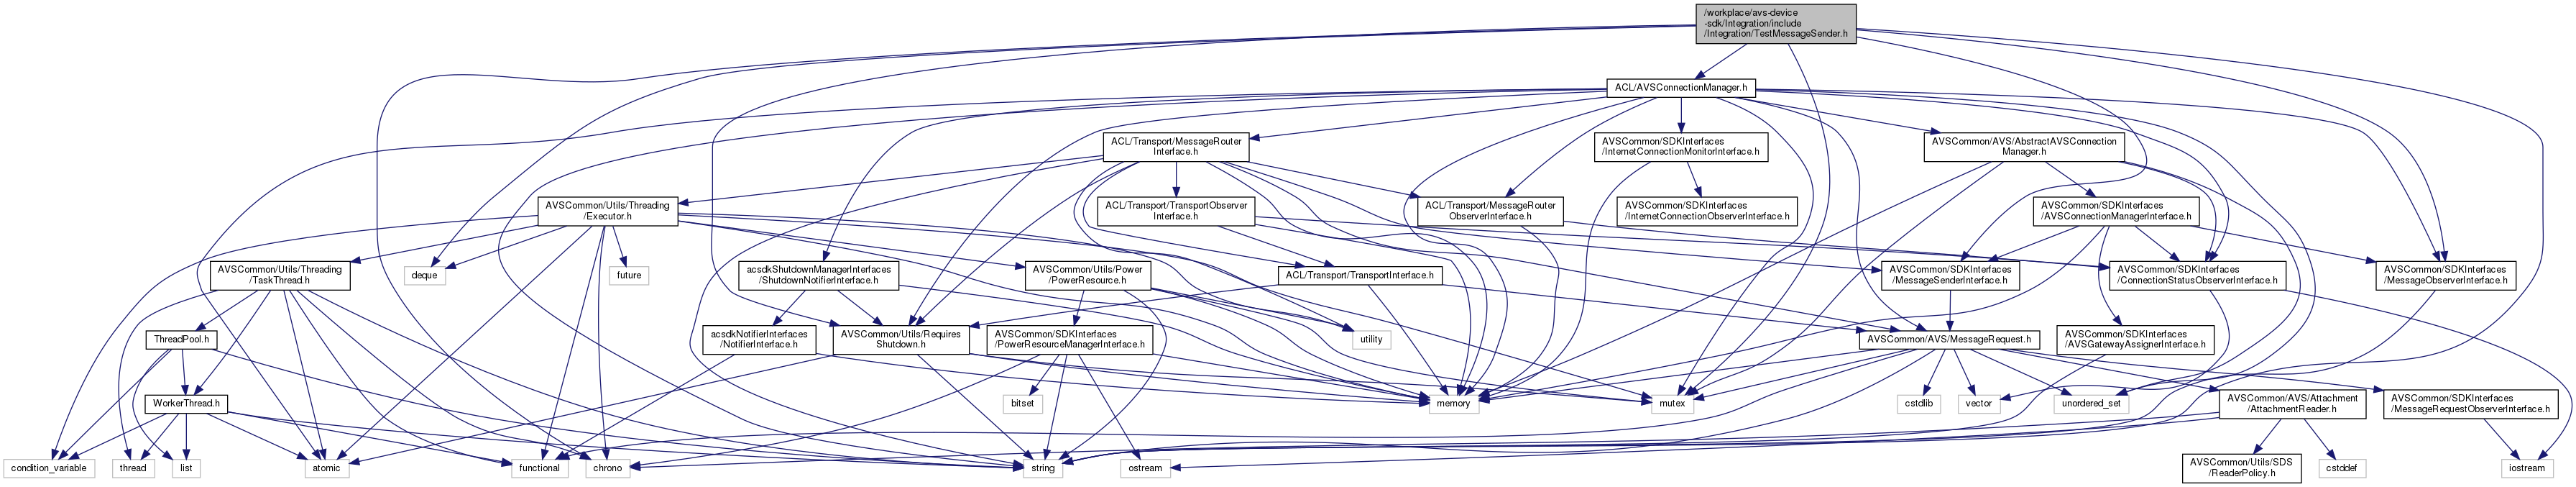 /workplace/avs-device
-sdk/Integration/include
/Integration/TestMessageSender.h
ACL/AVSConnectionManager.h
ACL/Transport/MessageRouter
Interface.h
AVSCommon/SDKInterfaces
/InternetConnectionMonitorInterface.h
AVSCommon/AVS/AbstractAVSConnection
Manager.h
AVSCommon/Utils/Threading
/Executor.h
ACL/Transport/TransportObserver
Interface.h
ACL/Transport/MessageRouter
ObserverInterface.h
AVSCommon/SDKInterfaces
/InternetConnectionObserverInterface.h
AVSCommon/SDKInterfaces
/AVSConnectionManagerInterface.h
AVSCommon/Utils/Threading
/TaskThread.h
deque
future
acsdkShutdownManagerInterfaces
/ShutdownNotifierInterface.h
AVSCommon/Utils/Power
/PowerResource.h
ACL/Transport/TransportInterface.h
AVSCommon/SDKInterfaces
/MessageSenderInterface.h
AVSCommon/SDKInterfaces
/ConnectionStatusObserverInterface.h
AVSCommon/SDKInterfaces
/MessageObserverInterface.h
ThreadPool.h
acsdkNotifierInterfaces
/NotifierInterface.h
AVSCommon/Utils/Requires
Shutdown.h
AVSCommon/SDKInterfaces
/PowerResourceManagerInterface.h
utility
AVSCommon/AVS/MessageRequest.h
AVSCommon/SDKInterfaces
/AVSGatewayAssignerInterface.h
WorkerThread.h
bitset
memory
mutex
cstdlib
vector
unordered_set
AVSCommon/AVS/Attachment
/AttachmentReader.h
AVSCommon/SDKInterfaces
/MessageRequestObserverInterface.h
condition_variable
thread
list
atomic
functional
chrono
string
ostream
AVSCommon/Utils/SDS
/ReaderPolicy.h
cstddef
iostream